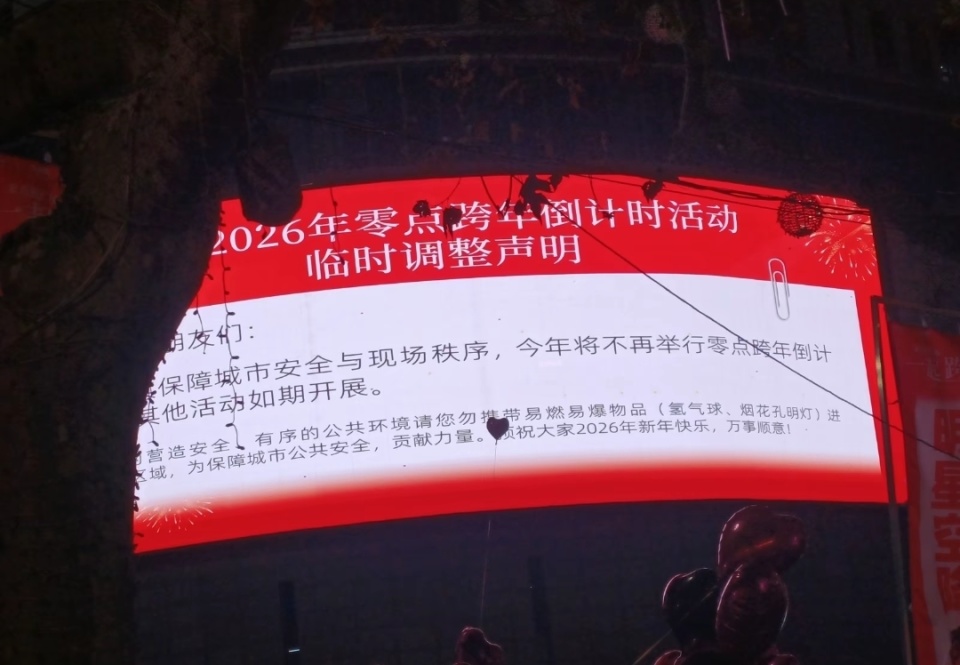 2026年零点跨年倒计时活动
临时调整声明
朋友们：
保障城市安全与现场秩序，今年将不再举行零点跨年倒计
其他活动如期开展。
营造安全、有序的公共环境请您勿携带易燃易爆物品（氢气球、烟花孔明灯）进
区域，为保障城市公共安全，贡献力量。预祝大家2026年新年快乐，万事顺意！